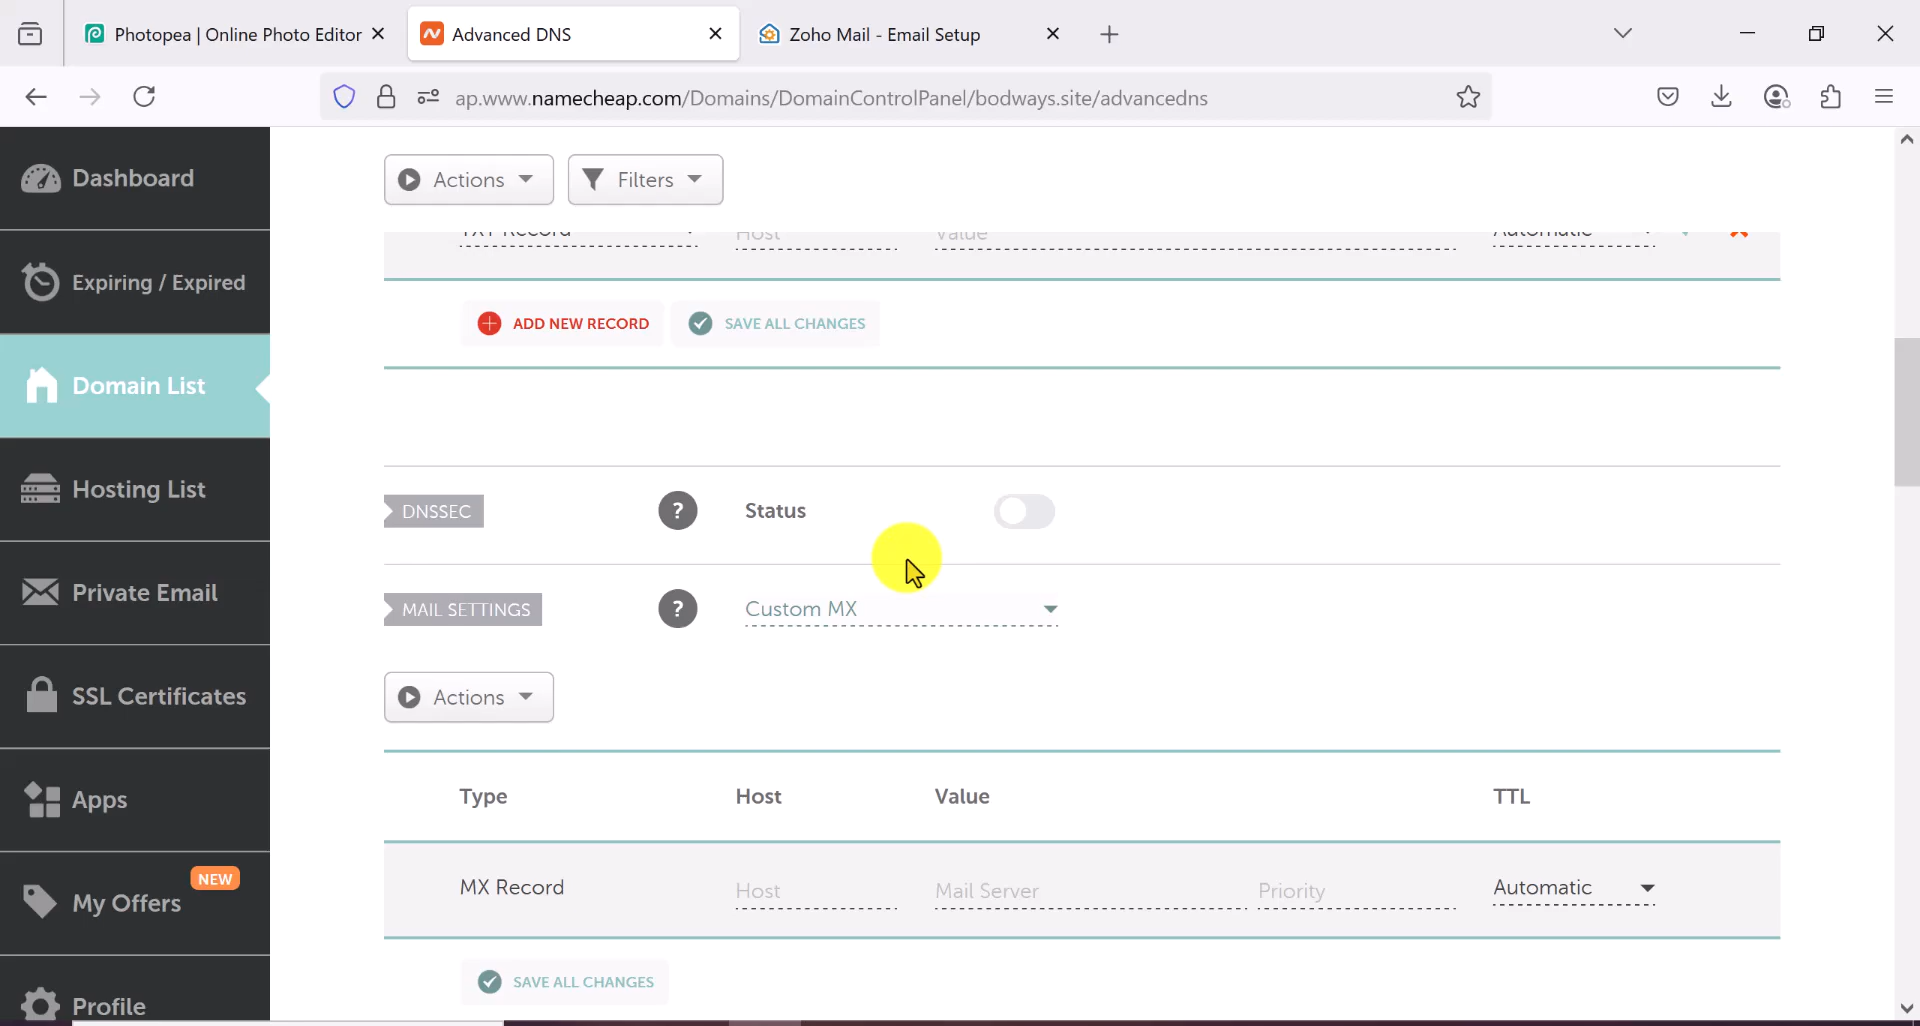 Photopea | Online Photo Editor
Advanced DNS
Zoho Mail - Email Setup
ap.www.namecheap.com/Domains/DomainControlPanel/bodways.site/advancedns
Dashboard
Expiring / Expired
Domain List
Hosting List
Private Email
SSL Certificates
Apps
NEW
My Offers
Profile
Actions
Filters
TXT Record Host Value Automatic
ADD NEW RECORD
SAVE ALL CHANGES
DNSSEC
?
Status
MAIL SETTINGS
?
Custom MX
Actions
Type Host Value TTL
MX Record Host Mail Server Priority Automatic
SAVE ALL CHANGES